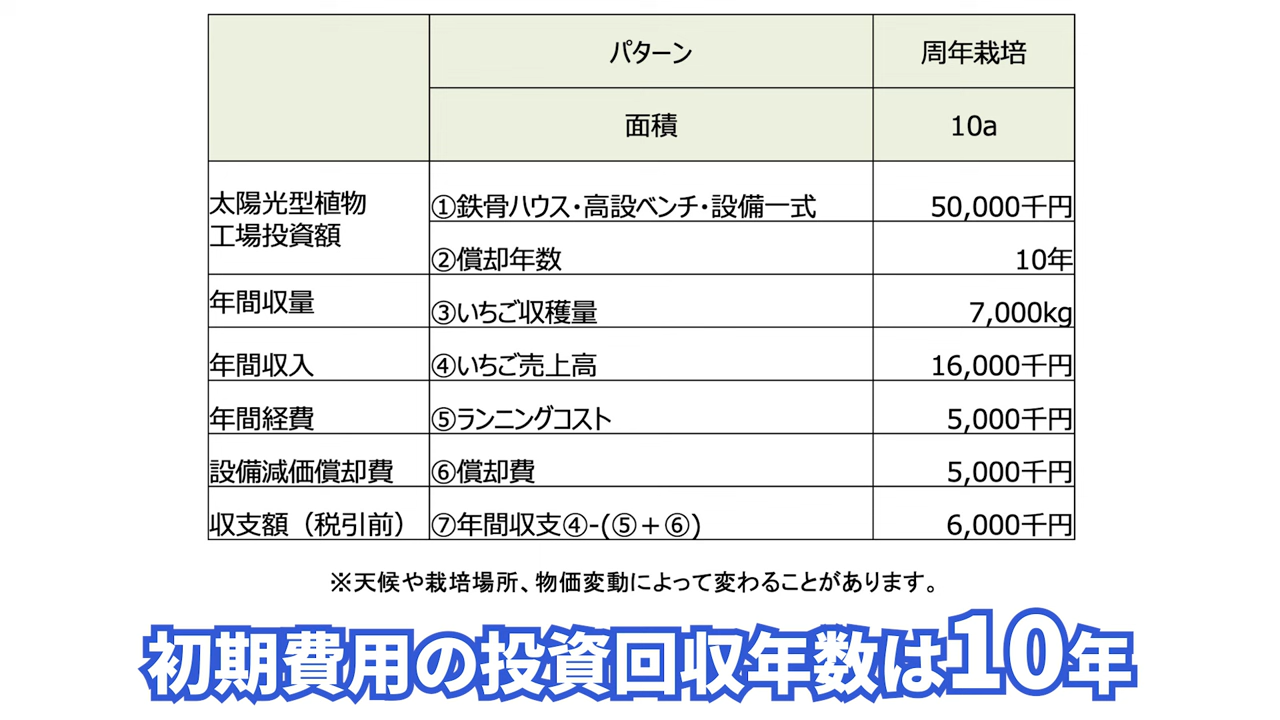 パターン 周年栽培
面積 10a
太陽光型植物
工場投資額
①鉄骨ハウス・高設ベンチ・設備一式 50,000千円
②償却年数 10年
年間収量 ③いちご収穫量 7,000kg
年間収入 ④いちご売上高 16,000千円
年間経費 ⑤ランニングコスト 5,000千円
設備減価償却費 ⑥償却費 5,000千円
収支額（税引前） ⑦年間収支④-(⑤＋⑥) 6,000千円
※天候や栽培場所、物価変動によって変わることがあります。
初期費用の投資回収年数は10年